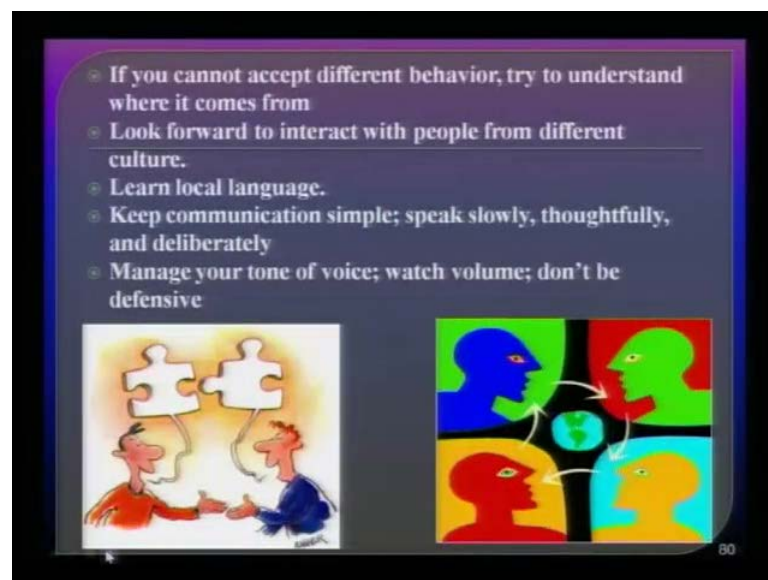 If you cannot accept different behavior, try to understand
where it comes from
Look forward to interact with people from different
culture.
Learn local language.
Keep communication simple; speak slowly, thoughtfully,
and deliberately
Manage your tone of voice; watch volume; don't be
defensive
80